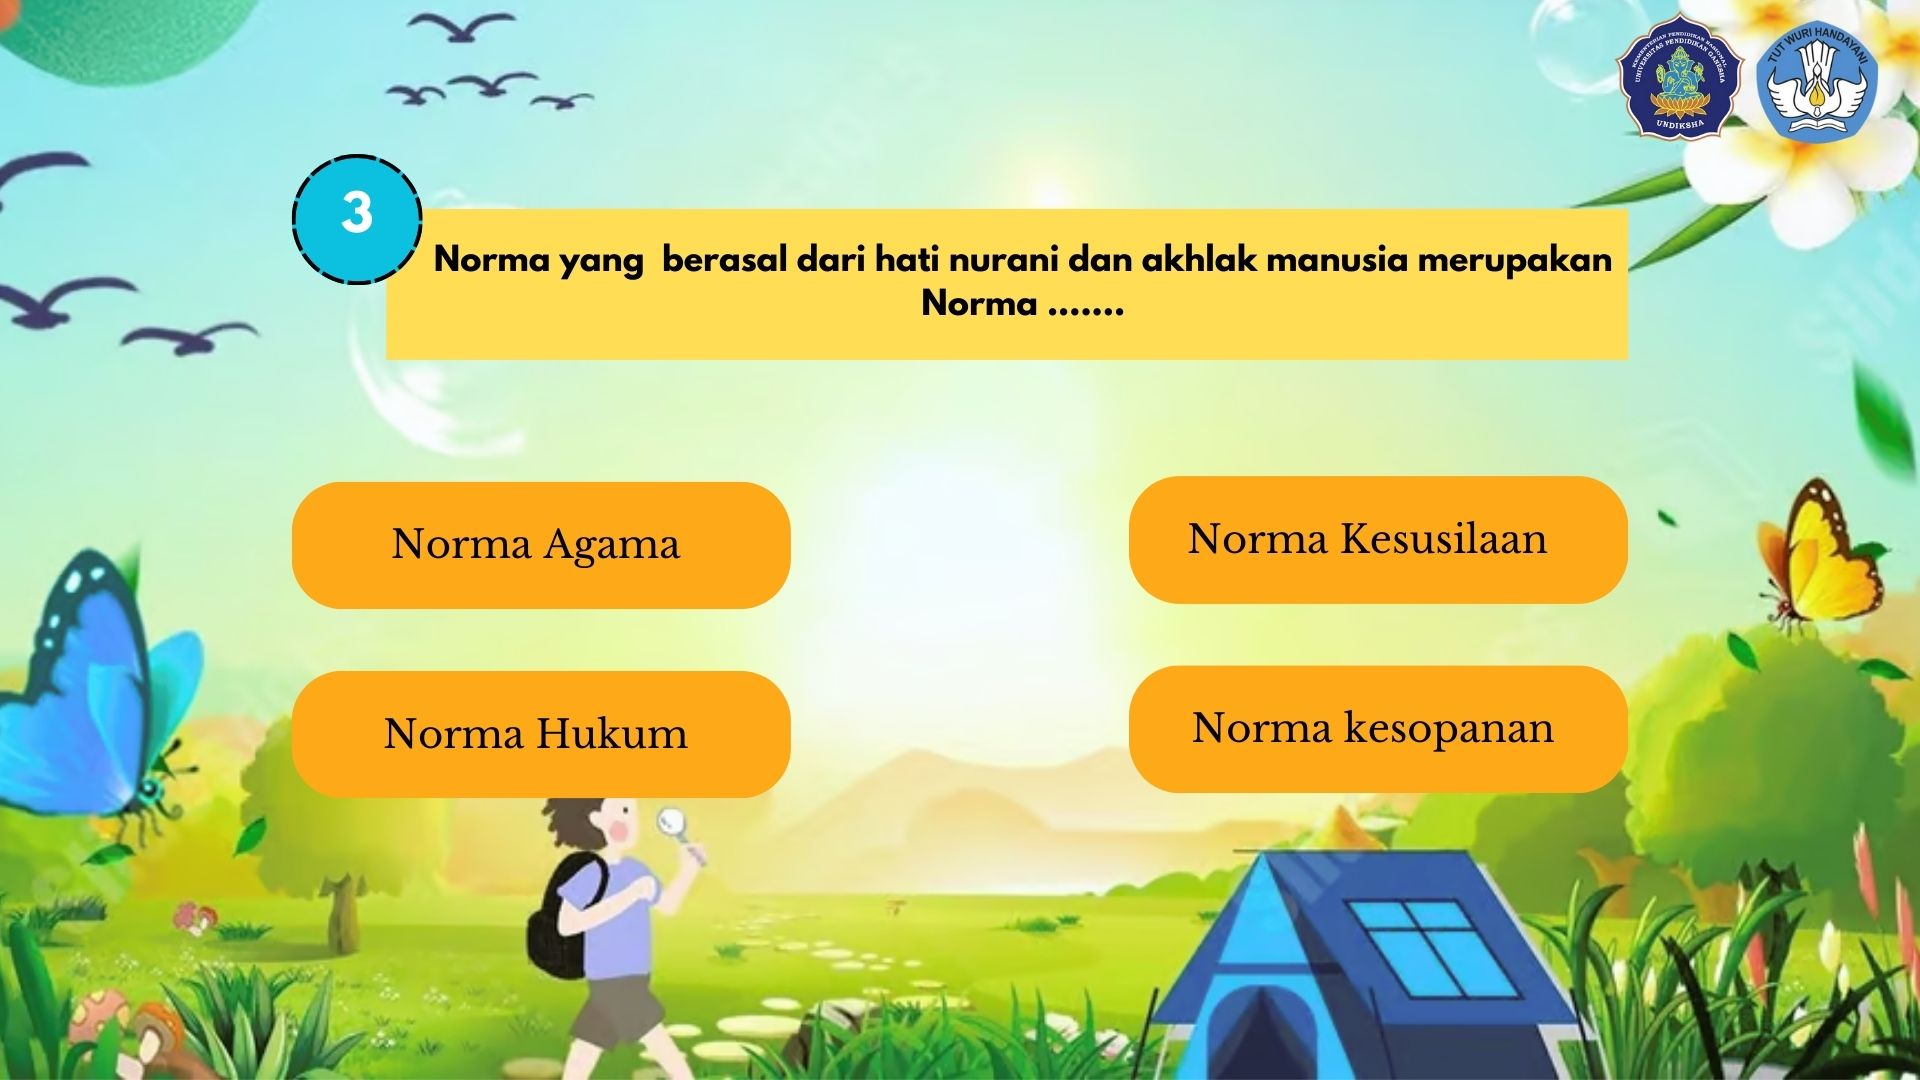 KEMENTERIAN PENDIDIKAN NASIONAL
UNIVERSITAS PENDIDIKAN GANESHA
UNDIKSHA
TUT WURI HANDAYANI
3
Norma yang berasal dari hati nurani dan akhlak manusia merupakan
Norma .......
Norma Agama
Norma Kesusilaan
Norma Hukum
Norma kesopanan